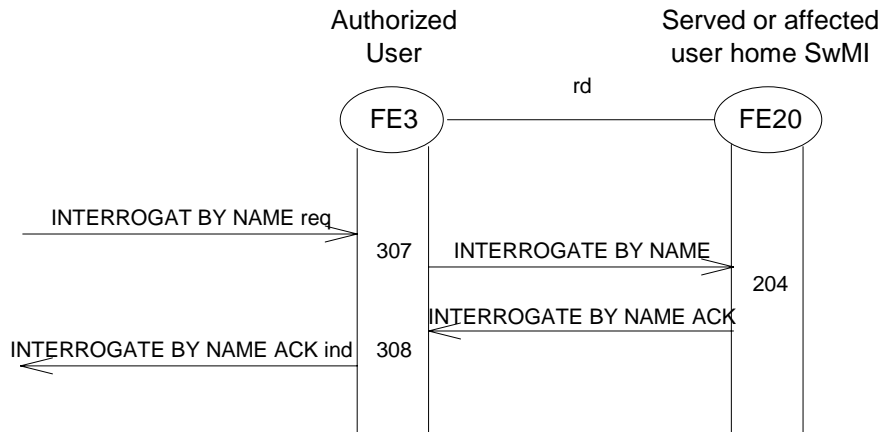 Authorized
User
Served or affected
user home SwMI
rd
FE3
FE20
INTERROGAT BY NAME req
307
INTERROGATE BY NAME
204
INTERROGATE BY NAME ACK
INTERROGATE BY NAME ACK ind
308